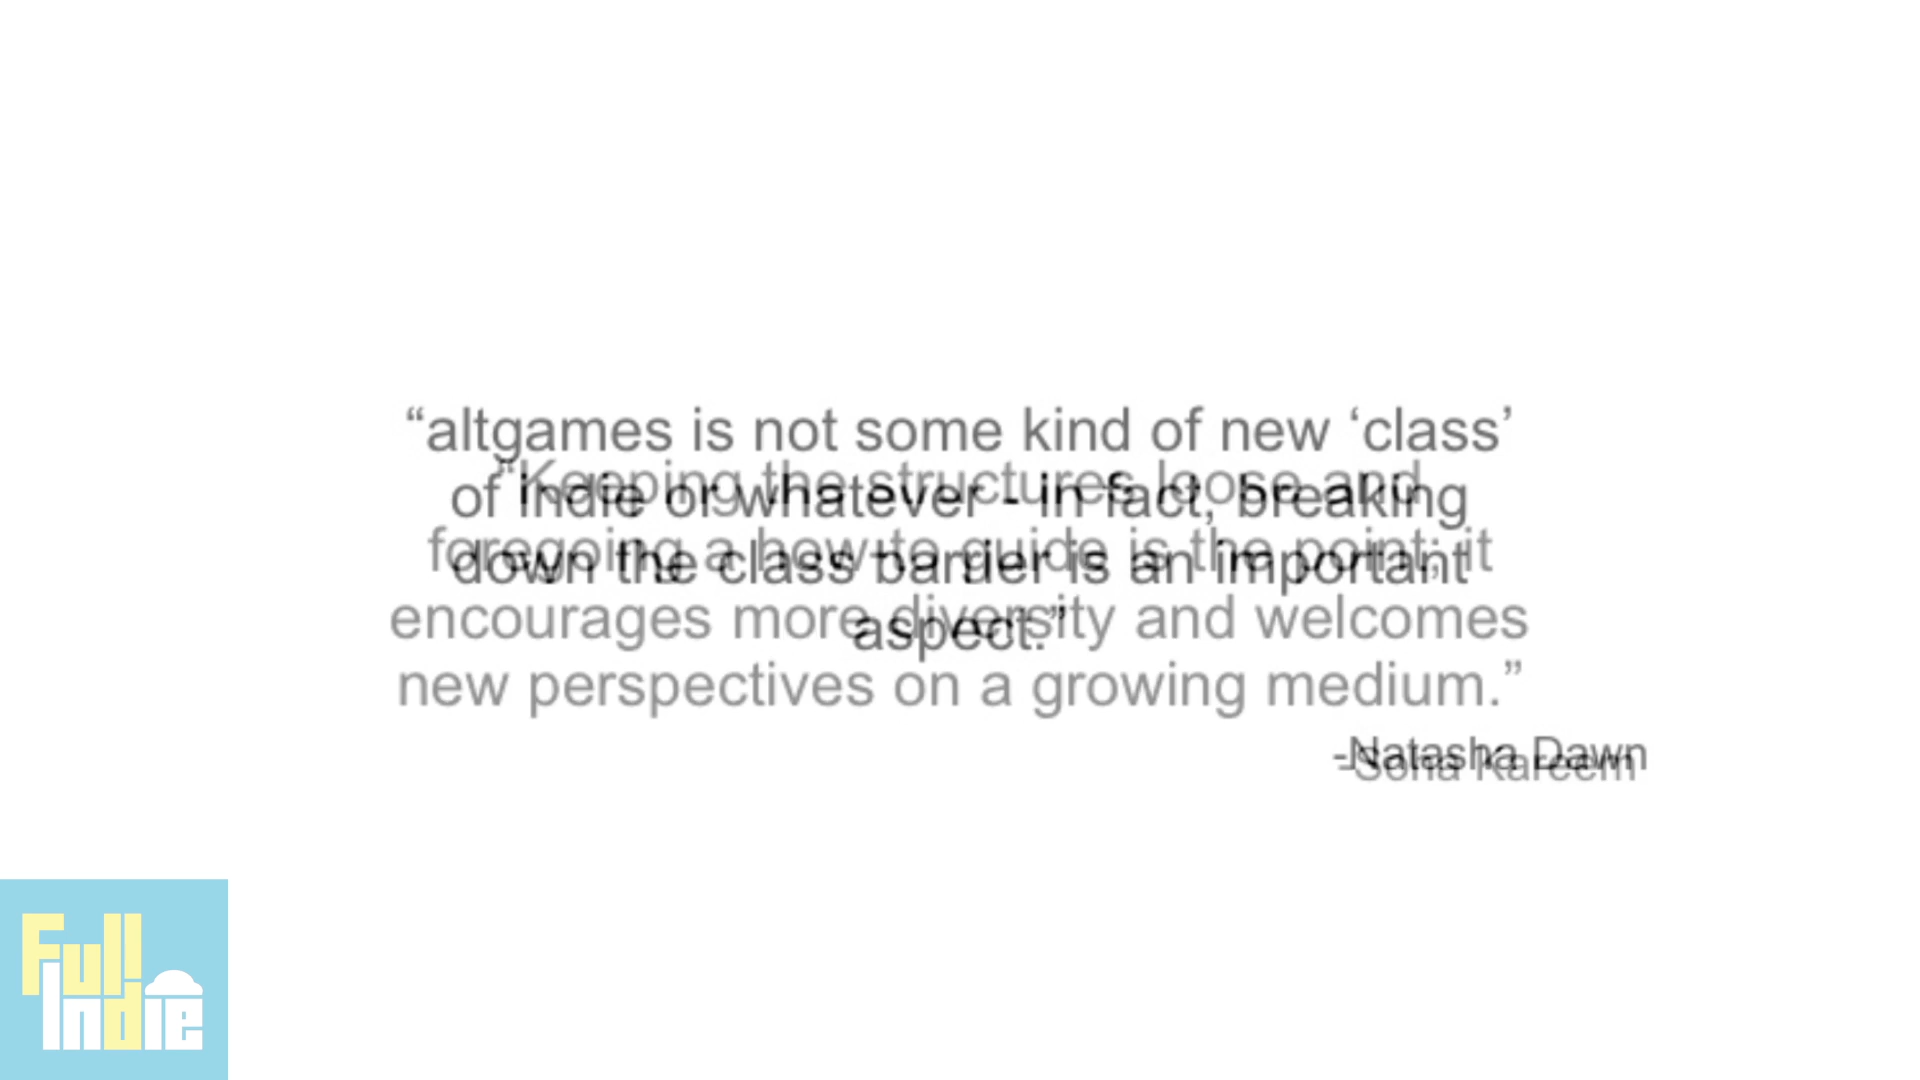 “altgames is not some kind of new ‘class’
of indie or whatever - in fact, breaking
down the class barrier is an important
aspect.”
-Natasha Dawn
“Keeping the structures loose and
foregoing a how-to guide is the point; it
encourages more diversity and welcomes
new perspectives on a growing medium.”
-Soha Kareem
Full
Indie